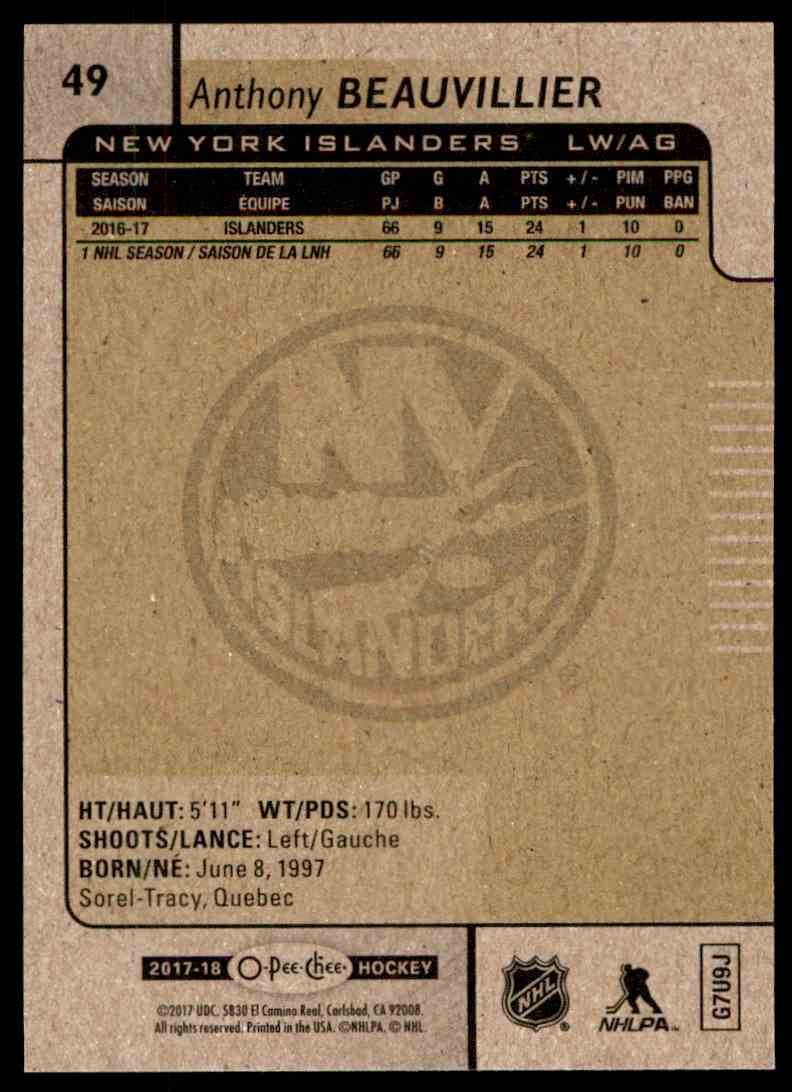 49
Anthony BEAUVILLIER
NEW YORK ISLANDERS LW/AG
SEASON TEAM GP G A PTS +/- PIM PPG
SAISON ÉQUIPE PJ B A PTS +/- PUN BAN
2016-17 ISLANDERS 66 9 15 24 1 10 0
1 NHL SEASON / SAISON DE LA LNH 66 9 15 24 1 10 0
NY
ISLANDERS
HT/HAUT: 5'11" WT/PDS: 170 lbs.
SHOOTS/LANCE: Left/Gauche
BORN/NÉ: June 8, 1997
Sorel-Tracy, Quebec
2017-18 O-Pee-Chee HOCKEY
©2017 UDC. 5830 El Camino Real, Carlsbad, CA 92008.
All rights reserved. Printed in the USA. ©NHLPA. © NHL.
NHL ®
NHLPA™
G7U9J